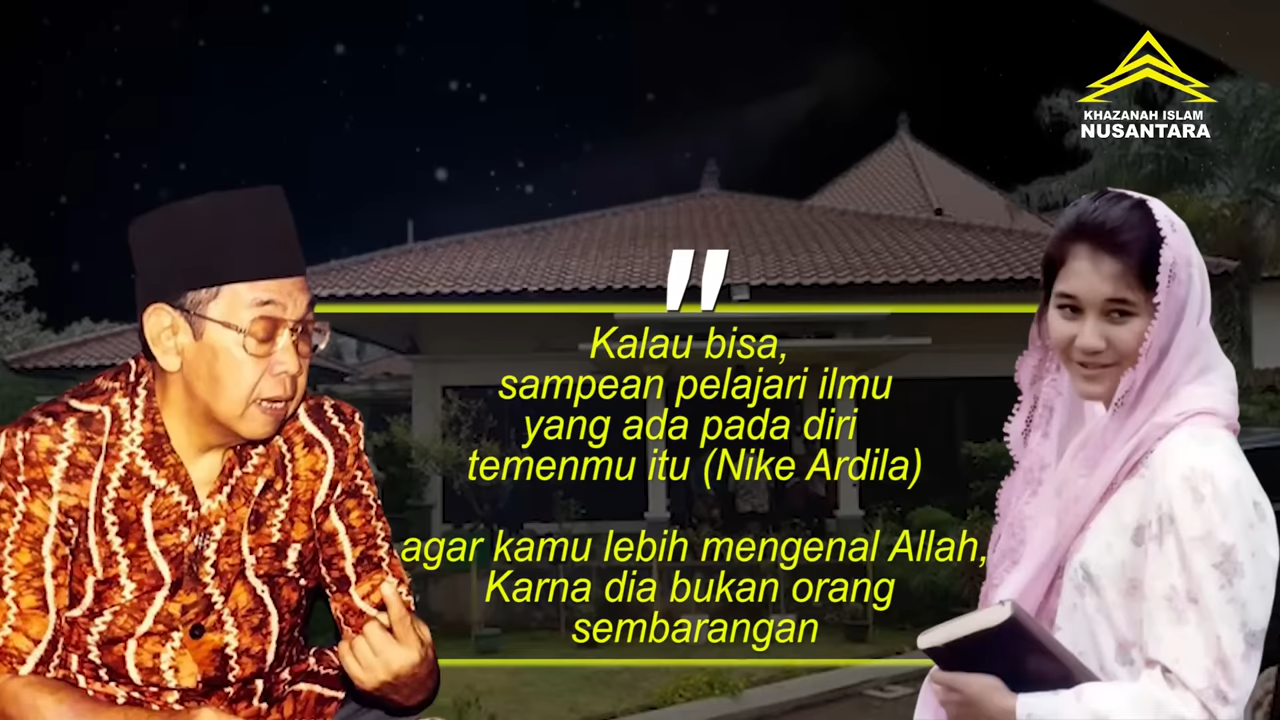 KHAZANAH ISLAM
NUSANTARA
"
Kalau bisa,
sampean pelajari ilmu
yang ada pada diri
temenmu itu (Nike Ardila)
agar kamu lebih mengenal Allah,
Karna dia bukan orang
sembarangan